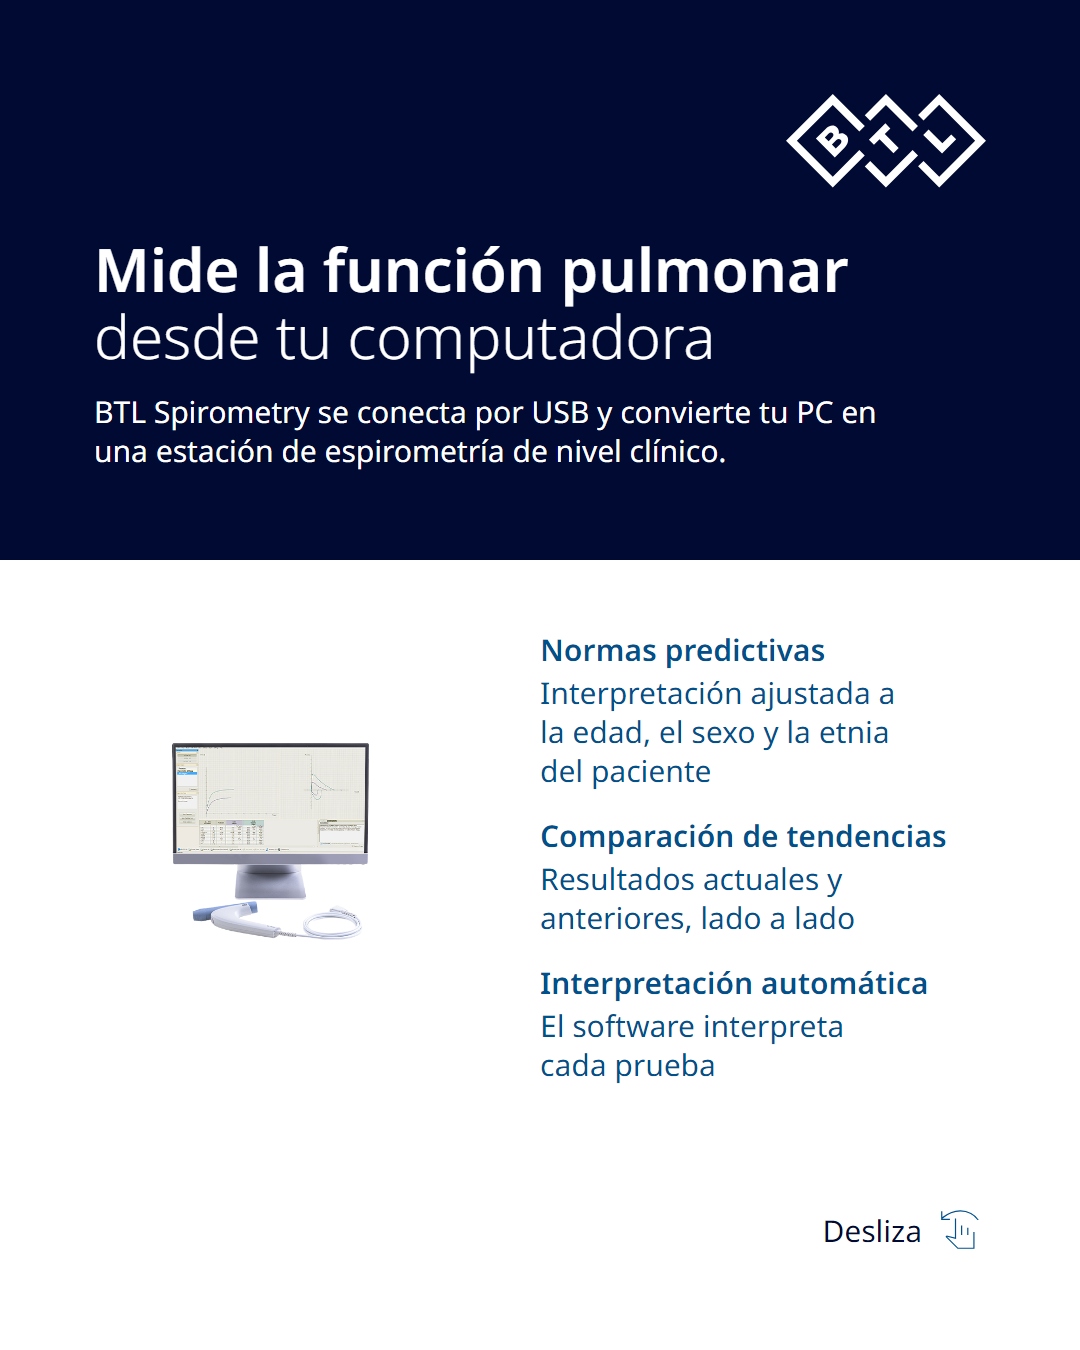 BTL
Mide la función pulmonar
desde tu computadora
BTL Spirometry se conecta por USB y convierte tu PC en
una estación de espirometría de nivel clínico.
Normas predictivas
Interpretación ajustada a
la edad, el sexo y la etnia
del paciente
Comparación de tendencias
Resultados actuales y
anteriores, lado a lado
Interpretación automática
El software interpreta
cada prueba
Desliza